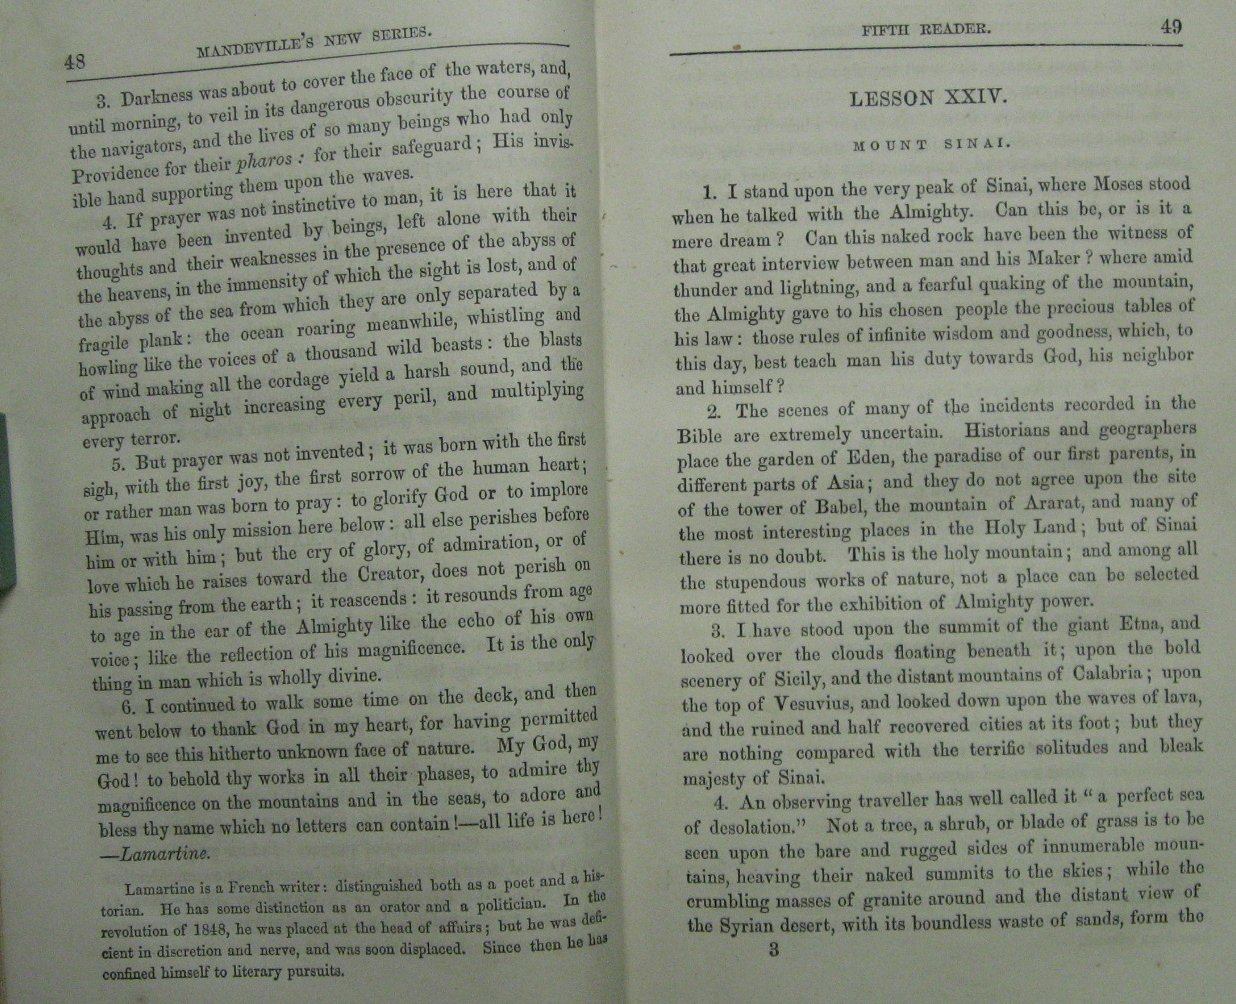 48
MANDEVILLE'S NEW SERIES.
3. Darkness was about to cover the face of the waters, and,
until morning, to veil in its dangerous obscurity the course of
the navigators, and the lives of so many beings who had only
Providence for their pharos: for their safeguard; His invis-
ible hand supporting them upon the waves.
4. If prayer was not instinctive to man, it is here that it
would have been invented by beings, left alone with their
thoughts and their weaknesses in the presence of the abyss of
the heavens, in the immensity of which the sight is lost, and of
the abyss of the sea from which they are only separated by a
fragile plank: the ocean roaring meanwhile, whistling and
howling like the voices of a thousand wild beasts: the blasts
of wind making all the cordage yield a harsh sound, and the
approach of night increasing every peril, and multiplying
every terror.
5. But prayer was not invented; it was born with the first
sigh, with the first joy, the first sorrow of the human heart;
or rather man was born to pray: to glorify God or to implore
Him, was his only mission here below: all else perishes before
him or with him; but the cry of glory, of admiration, or of
love which he raises toward the Creator, does not perish on
his passing from the earth; it reascends: it resounds from age
to age in the ear of the Almighty like the echo of his own
voice; like the reflection of his magnificence. It is the only
thing in man which is wholly divine.
6. I continued to walk some time on the deck, and then
went below to thank God in my heart, for having permitted
me to see this hitherto unknown face of nature. My God, my
God! to behold thy works in all their phases, to admire thy
magnificence on the mountains and in the seas, to adore and
bless thy name which no letters can contain!—all life is here!
—Lamartine.
Lamartine is a French writer: distinguished both as a poet and a his-
torian. He has some distinction as an orator and a politician. In the
revolution of 1848, he was placed at the head of affairs; but he was defi-
cient in discretion and nerve, and was soon displaced. Since then he has
confined himself to literary pursuits.
FIFTH READER.
49
LESSON XXIV.
MOUNT SINAI.
1. I stand upon the very peak of Sinai, where Moses stood
when he talked with the Almighty. Can this be, or is it a
mere dream? Can this naked rock have been the witness of
that great interview between man and his Maker? where amid
thunder and lightning, and a fearful quaking of the mountain,
the Almighty gave to his chosen people the precious tables of
his law: those rules of infinite wisdom and goodness, which, to
this day, best teach man his duty towards God, his neighbor
and himself?
2. The scenes of many of the incidents recorded in the
Bible are extremely uncertain. Historians and geographers
place the garden of Eden, the paradise of our first parents, in
different parts of Asia; and they do not agree upon the site
of the tower of Babel, the mountain of Ararat, and many of
the most interesting places in the Holy Land; but of Sinai
there is no doubt. This is the holy mountain; and among all
the stupendous works of nature, not a place can be selected
more fitted for the exhibition of Almighty power.
3. I have stood upon the summit of the giant Etna, and
looked over the clouds floating beneath it; upon the bold
scenery of Sicily, and the distant mountains of Calabria; upon
the top of Vesuvius, and looked down upon the waves of lava,
and the ruined and half recovered cities at its foot; but they
are nothing compared with the terrific solitudes and bleak
majesty of Sinai.
4. An observing traveller has well called it "a perfect sea
of desolation." Not a tree, a shrub, or blade of grass is to be
seen upon the bare and rugged sides of innumerable moun-
tains, heaving their naked summits to the skies; while the
crumbling masses of granite around and the distant view of
the Syrian desert, with its boundless waste of sands, form the
3